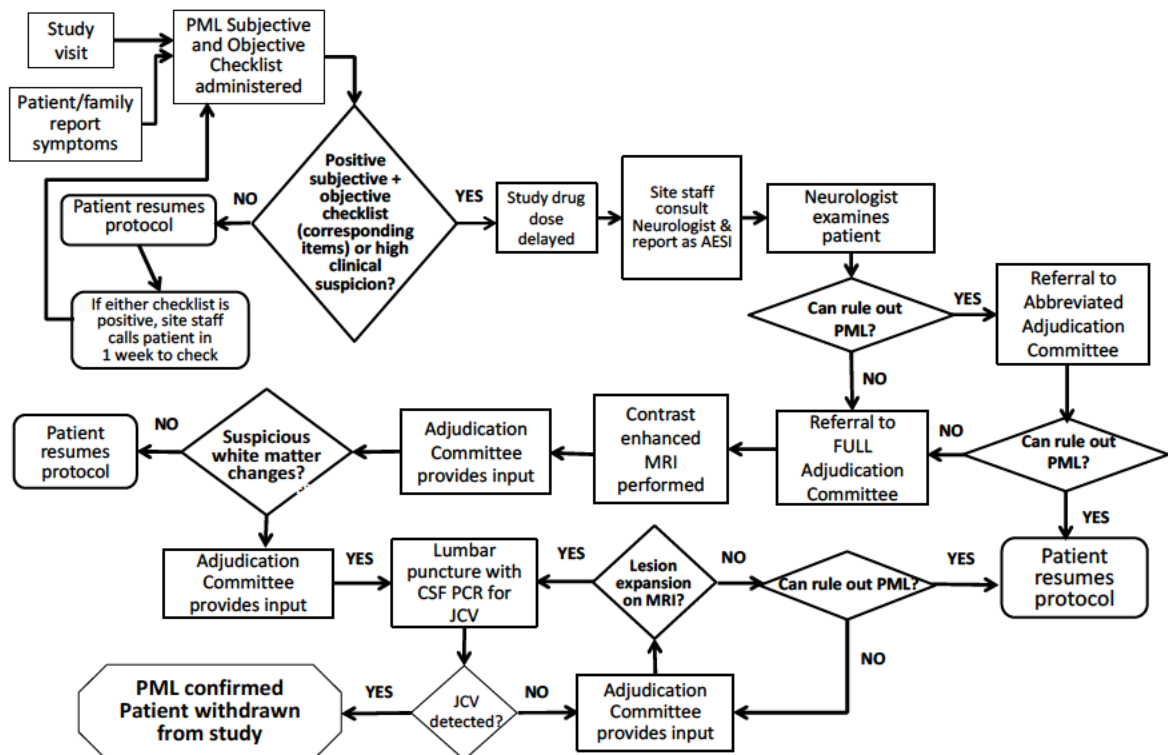 Study
visit
PML Subjective
and Objective
Checklist
administered
Patient/family
report
symptoms
Positive
subjective +
objective checklist
(corresponding
items) or high
clinical
suspicion?
NO
YES
Patient resumes
protocol
If either checklist is
positive, site staff
calls patient in
1 week to check
Study drug
dose
delayed
Site staff
consult
Neurologist &
report as AESI
Neurologist
examines
patient
Can rule out
PML?
YES
NO
Referral to
Abbreviated
Adjudication
Committee
Can rule out
PML?
NO
YES
Referral to
FULL
Adjudication
Committee
Contrast
enhanced
MRI
performed
Adjudication
Committee
provides input
Suspicious
white matter
changes?
NO
Patient
resumes
protocol
Adjudication
Committee
provides input
YES
Lumbar
puncture with
CSF PCR for
JCV
YES
Lesion
expansion
on MRI?
NO
Can rule out PML?
YES
NO
Patient
resumes
protocol
PML confirmed
Patient withdrawn
from study
YES
JCV
detected?
NO
Adjudication
Committee
provides input